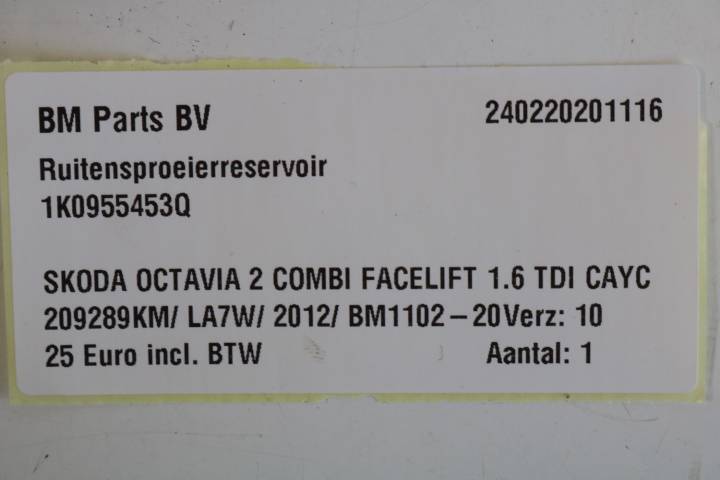 BM Parts BV 240220201116
Ruitensproeierreservoir
1K0955453Q
SKODA OCTAVIA 2 COMBI FACELIFT 1.6 TDI CAYC
209289KM/ LA7W/ 2012/ BM1102-20Verz: 10
25 Euro incl. BTW Aantal: 1